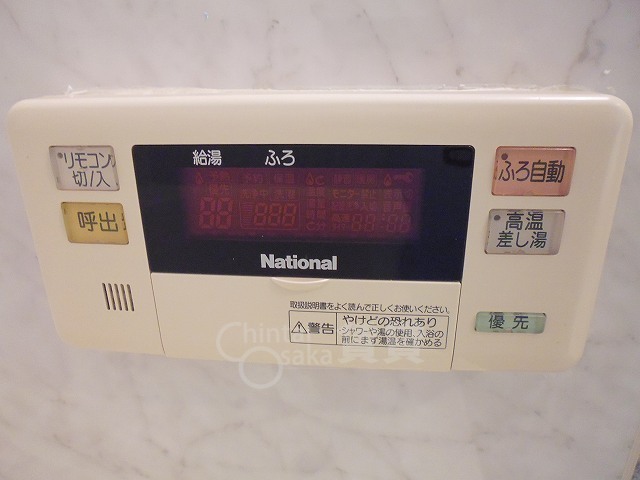 給湯 ふろ
リモコン
切/入
呼出
National
ふろ自動
高温
差し湯
優先
取扱説明書をよく読んで正しくお使いください。
警告
やけどの恐れあり
・シャワーや湯の使用、入浴の
前にまず湯温を確かめる
Chintai
Osaka 賃貸